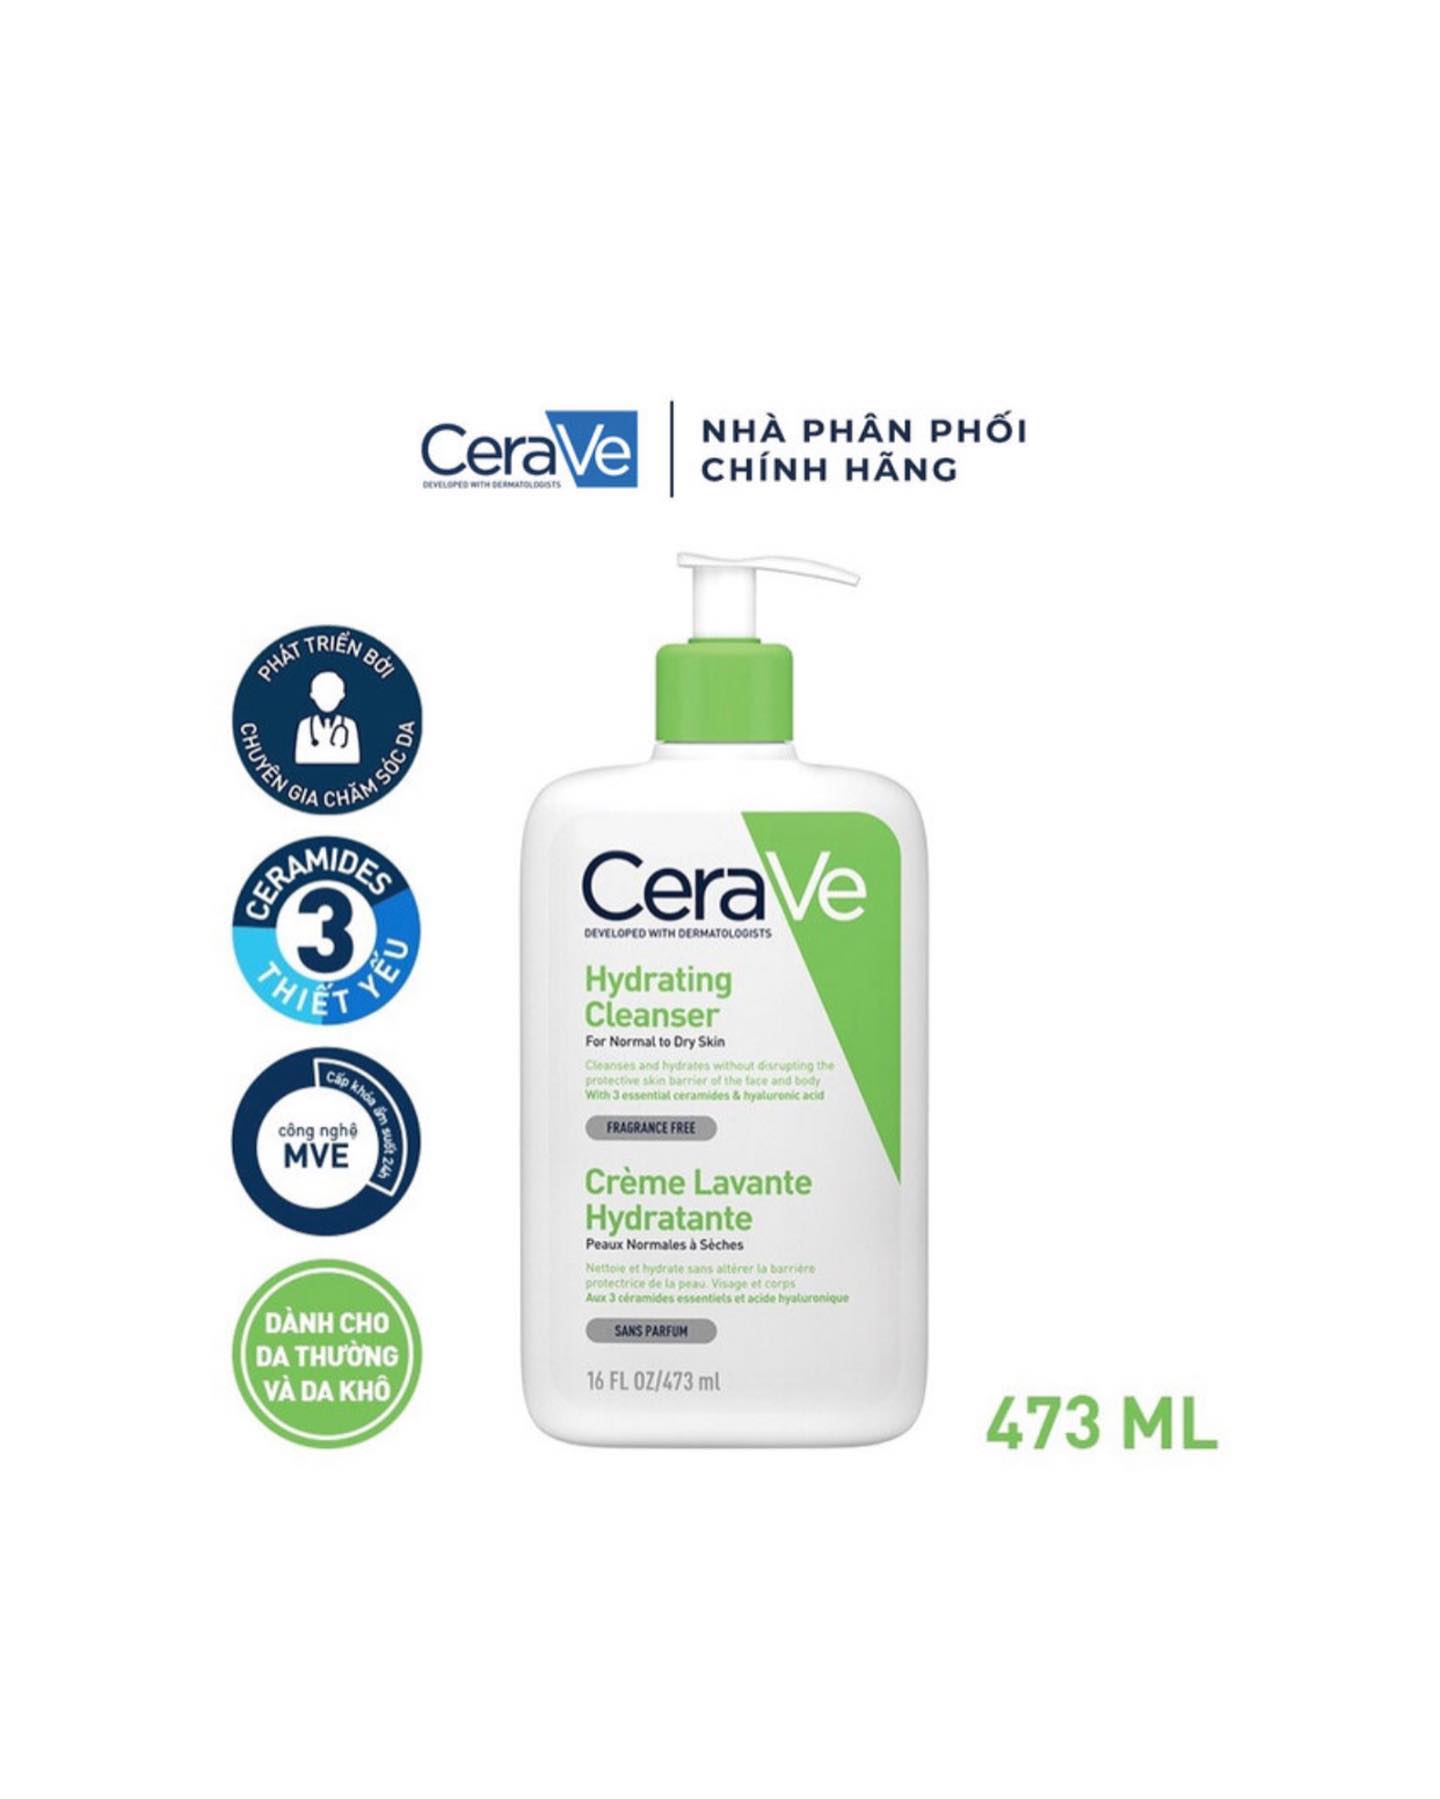 CeraVe
DEVELOPED WITH DERMATOLOGISTS
NHÀ PHÂN PHỐI
CHÍNH HÃNG
PHÁT TRIỂN BỞI
CHUYÊN GIA CHĂM SÓC DA
CERAMIDES
3
THIẾT YẾU
Cấp khóa ẩm suốt 24h
công nghệ
MVE
DÀNH CHO
DA THƯỜNG
VÀ DA KHÔ
CeraVe
DEVELOPED WITH DERMATOLOGISTS
Hydrating
Cleanser
For Normal to Dry Skin
Cleanses and hydrates without disrupting the
protective skin barrier of the face and body
With 3 essential ceramides & hyaluronic acid
FRAGRANCE FREE
Crème Lavante
Hydratante
Peaux Normales à Sèches
Nettoie et hydrate sans altérer la barrière
protectrice de la peau. Visage et corps
Aux 3 céramides essentiels et acide hyaluronique
SANS PARFUM
16 FL OZ/473 ml
473 ML